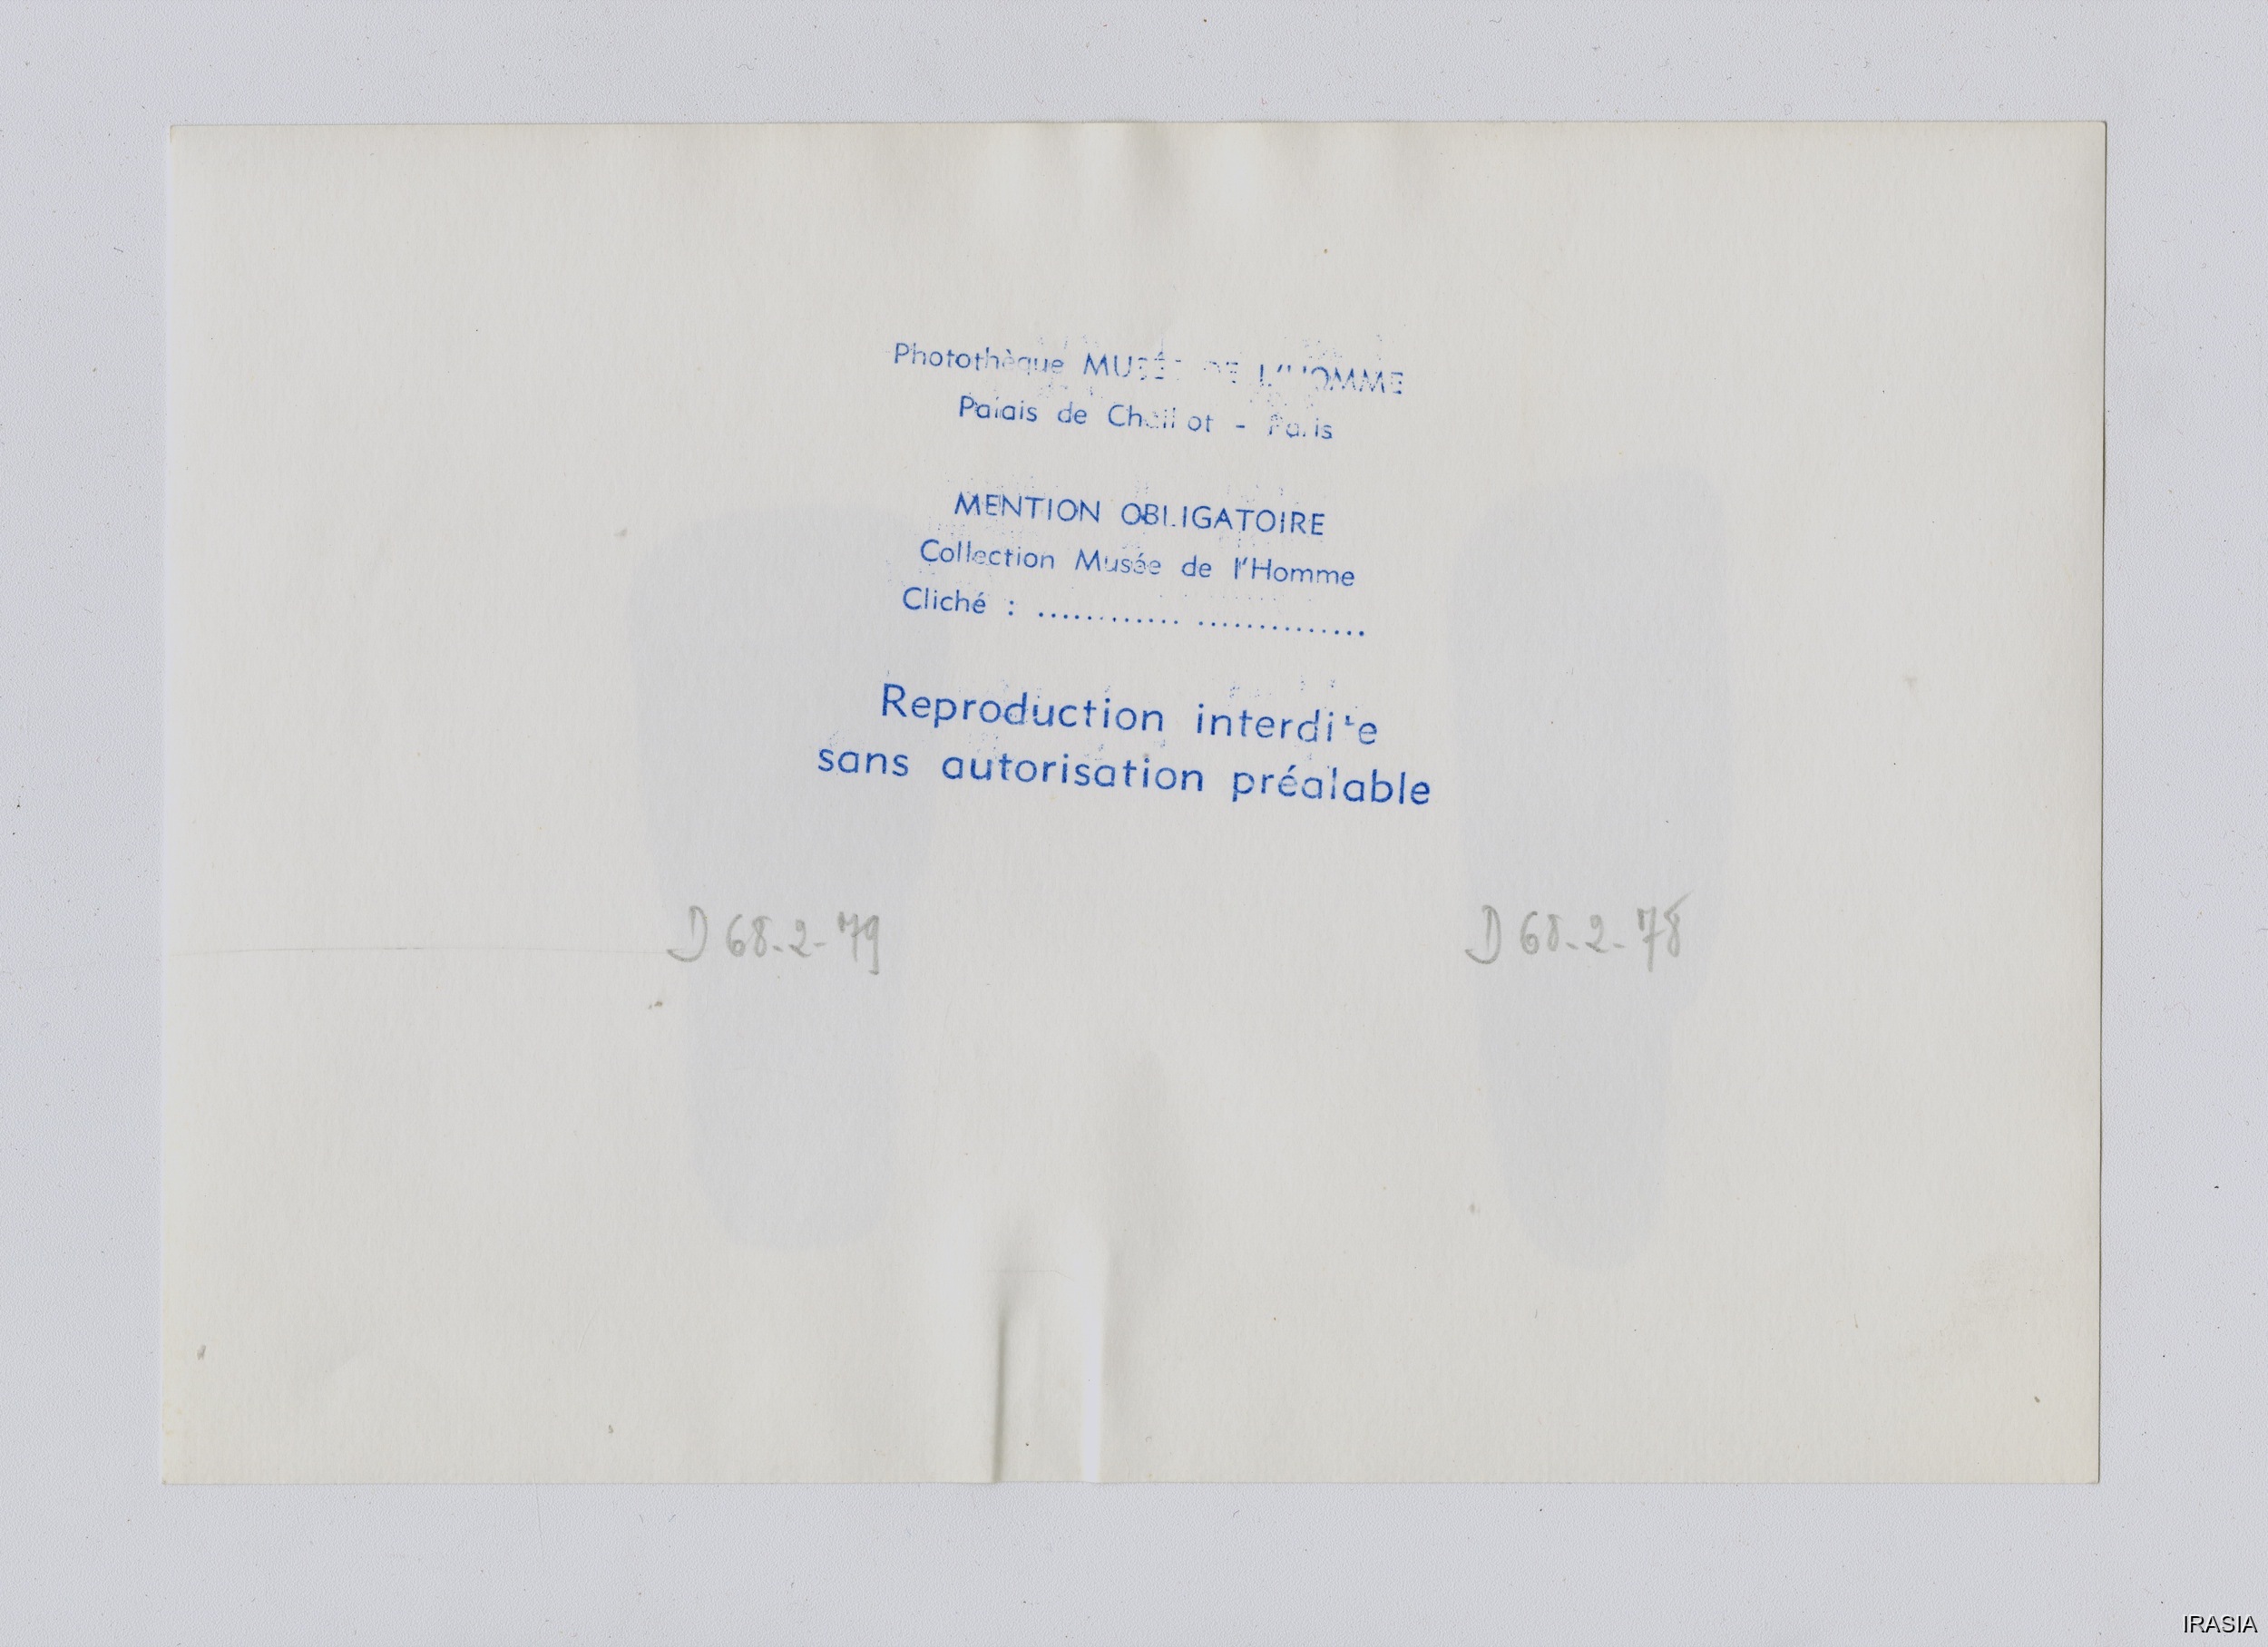 Photothèque MUSÉE DE L'HOMME
Palais de Chaillot - Paris
MENTION OBLIGATOIRE
Collection Musée de l'Homme
Cliché : .......................... 
Reproduction interdite
sans autorisation préalable
D 68-2-79
D 68-2-78
IRASIA